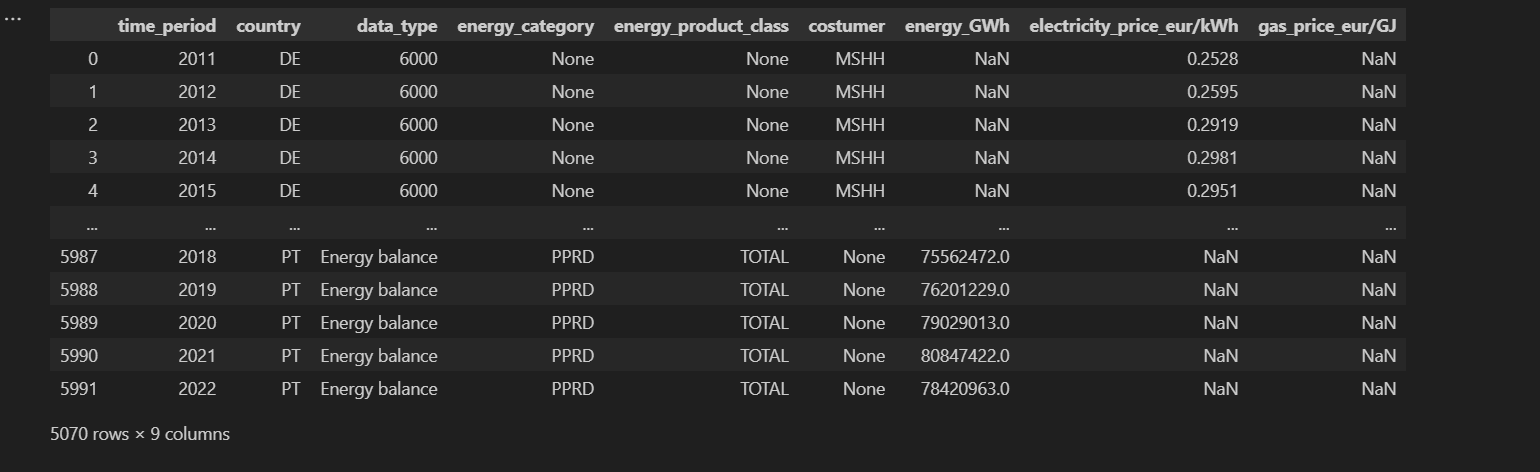 ...
time_period country data_type energy_category energy_product_class costumer energy_GWh electricity_price_eur/kWh gas_price_eur/GJ
0 2011 DE 6000 None None MSHH NaN 0.2528 NaN
1 2012 DE 6000 None None MSHH NaN 0.2595 NaN
2 2013 DE 6000 None None MSHH NaN 0.2919 NaN
3 2014 DE 6000 None None MSHH NaN 0.2981 NaN
4 2015 DE 6000 None None MSHH NaN 0.2951 NaN
... ... ... ... ... ... ... ... ... ...
5987 2018 PT Energy balance PPRD TOTAL None 75562472.0 NaN NaN
5988 2019 PT Energy balance PPRD TOTAL None 76201229.0 NaN NaN
5989 2020 PT Energy balance PPRD TOTAL None 79029013.0 NaN NaN
5990 2021 PT Energy balance PPRD TOTAL None 80847422.0 NaN NaN
5991 2022 PT Energy balance PPRD TOTAL None 78420963.0 NaN NaN
5070 rows × 9 columns